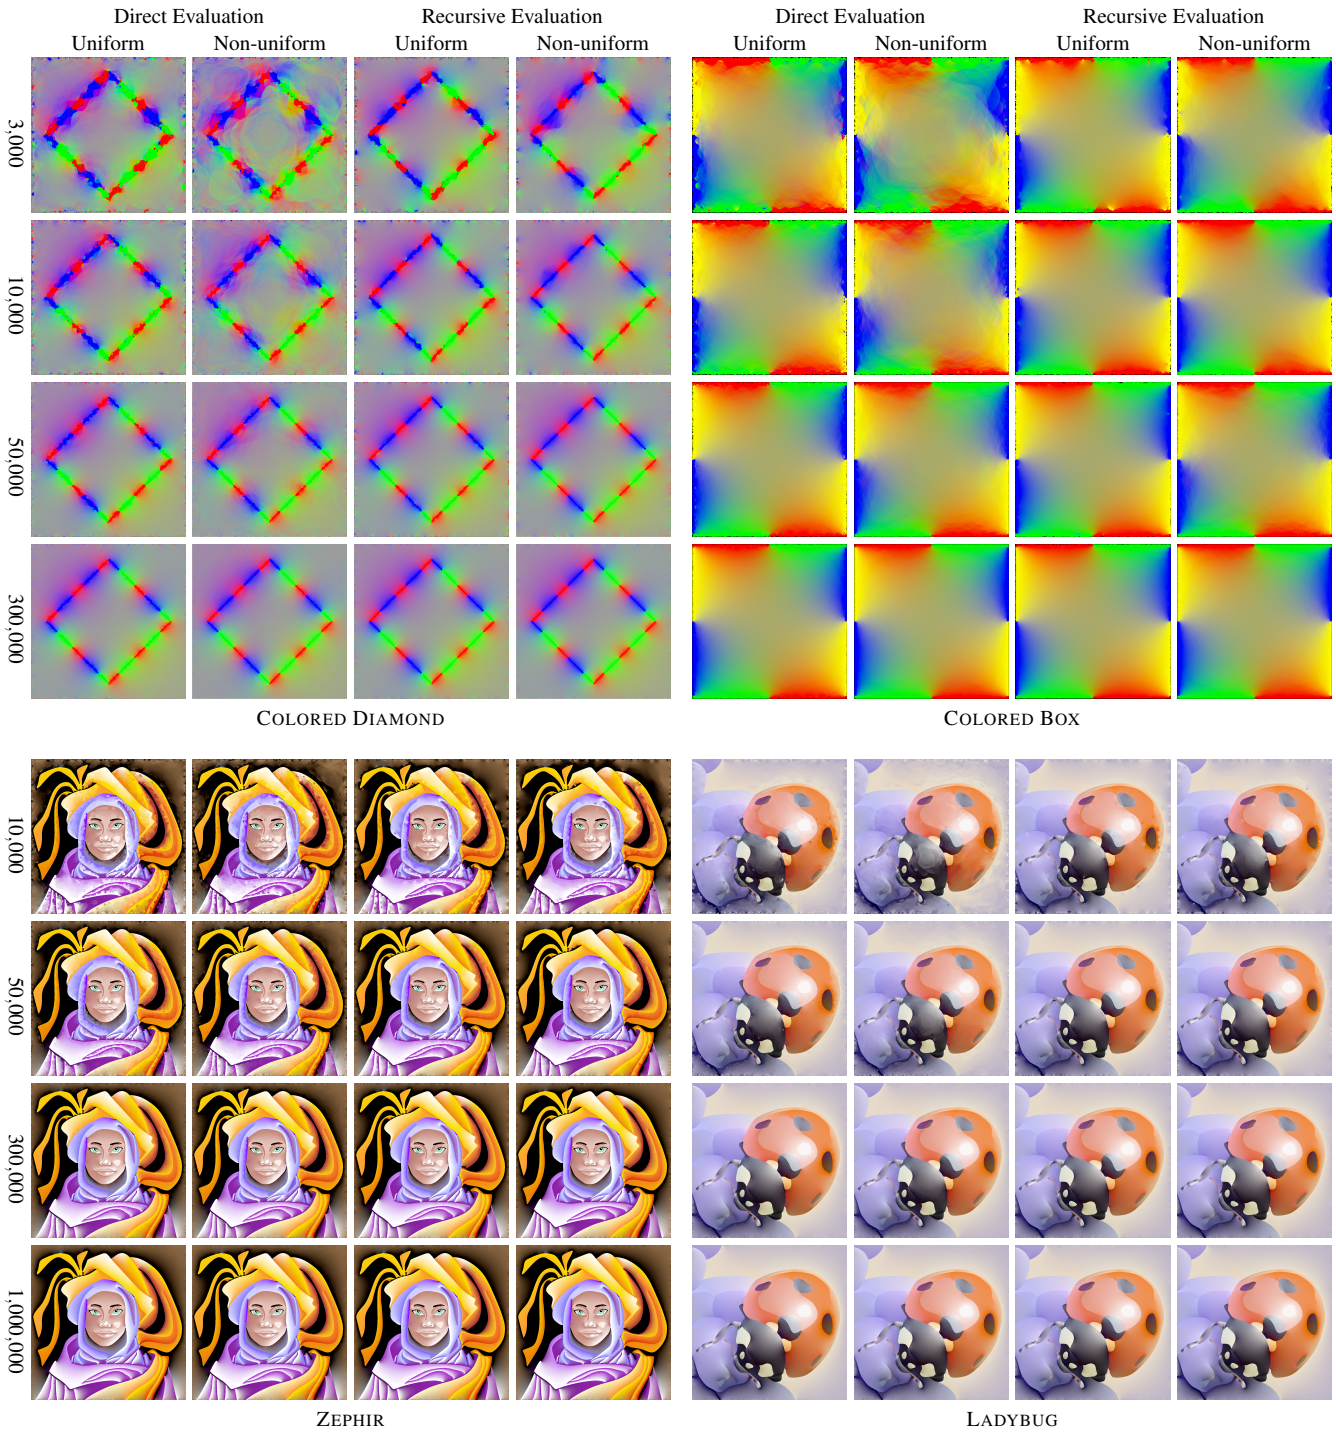 Direct Evaluation Recursive Evaluation Direct Evaluation Recursive Evaluation
Uniform Non-uniform Uniform Non-uniform Uniform Non-uniform Uniform Non-uniform
3,000
10,000
50,000
300,000
COLORED DIAMOND COLORED BOX
10,000
50,000
300,000
1,000,000
ZEPHIR LADYBUG